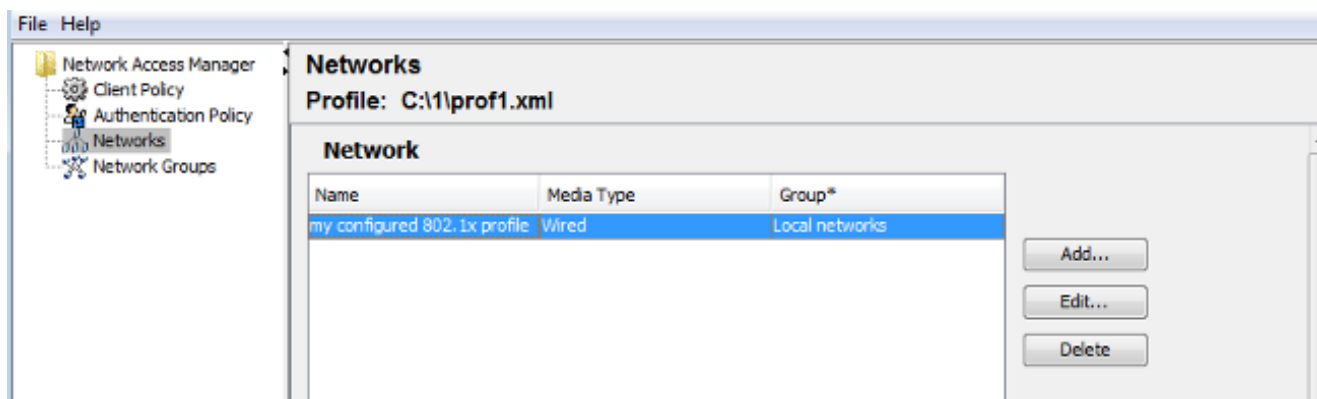 File Help
Network Access Manager
Client Policy
Authentication Policy
Networks
Network Groups
Networks
Profile: C:\1\prof1.xml
Network
Name Media Type Group*
my configured 802.1x profile Wired Local networks
Add...
Edit...
Delete